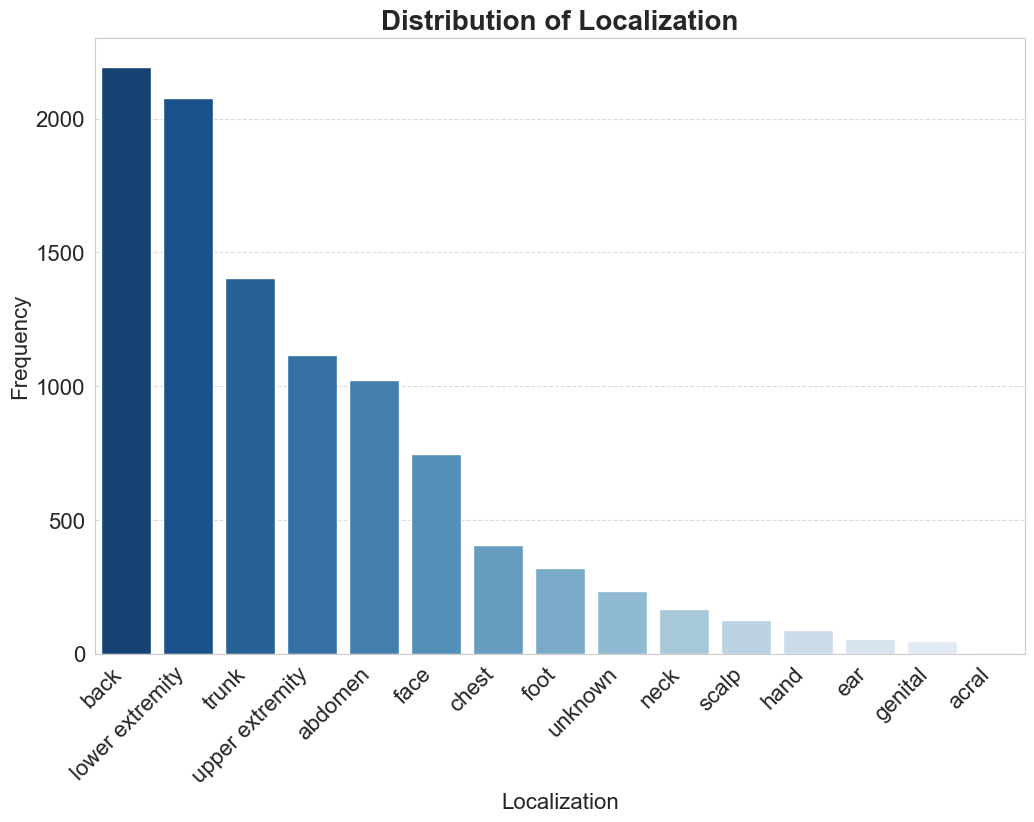 Distribution of Localization
Frequency
2000
1500
1000
500
0
back
lower extremity
trunk
upper extremity
abdomen
face
chest
foot
unknown
neck
scalp
hand
ear
genital
acral
Localization